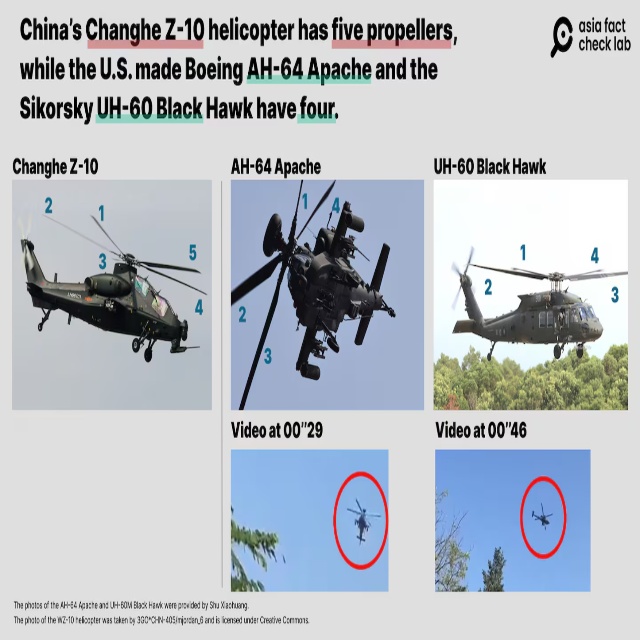 China's Changhe Z-10 helicopter has five propellers,
while the U.S. made Boeing AH-64 Apache and the
Sikorsky UH-60 Black Hawk have four.
asia fact
check lab
Changhe Z-10
AH-64 Apache
UH-60 Black Hawk
2
1
3
5
4
1
4
2
3
1
4
2
3
Video at 00"29
Video at 00"46
The photos of the AH-64 Apache and UH-60M Black Hawk were provided by Shu Xiaohuang.
The photo of the WZ-10 helicopter was taken by 3GO*CHN-405/mjordan_6 and is licensed under Creative Commons.